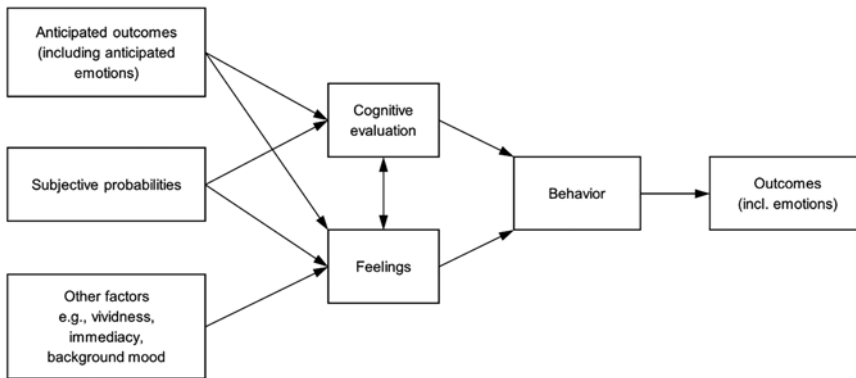 Anticipated outcomes
(including anticipated
emotions)
Subjective probabilities
Other factors
e.g., vividness,
immediacy,
background mood
Cognitive
evaluation
Feelings
Behavior
Outcomes
(incl. emotions)